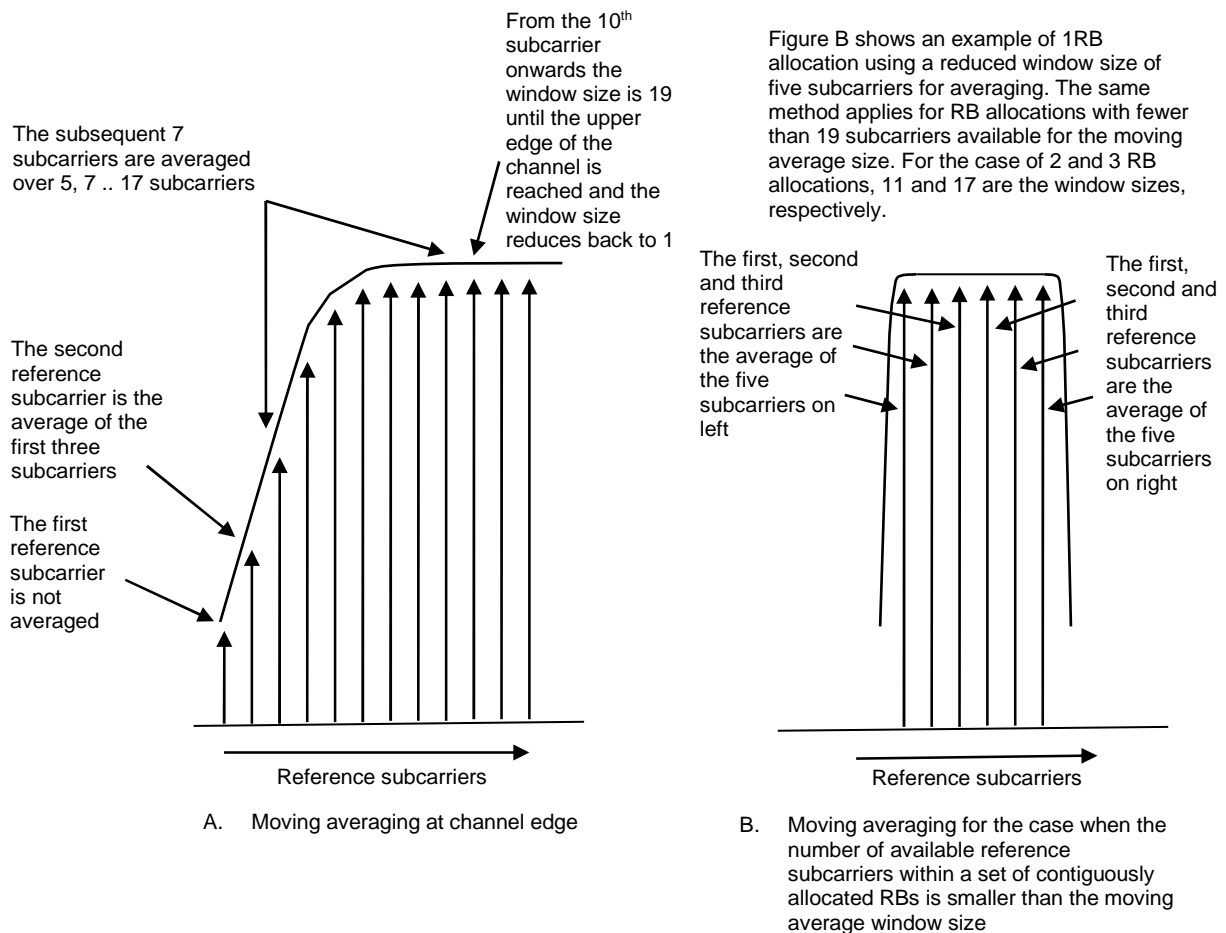 From the 10th
subcarrier
onwards the
window size is 19
until the upper
edge of the
channel is
reached and the
window size
reduces back to 1
The subsequent 7
subcarriers are averaged
over 5, 7 .. 17 subcarriers
The second
reference
subcarrier is the
average of the
first three
subcarriers
The first
reference
subcarrier
is not
averaged
Reference subcarriers
A. Moving averaging at channel edge
Figure B shows an example of 1RB
allocation using a reduced window size of
five subcarriers for averaging. The same
method applies for RB allocations with fewer
than 19 subcarriers available for the moving
average size. For the case of 2 and 3 RB
allocations, 11 and 17 are the window sizes,
respectively.
The first, second
and third
reference
subcarriers are
the average of
the five
subcarriers on
left
The first,
second and
third
reference
subcarriers
are the
average of
the five
subcarriers
on right
Reference subcarriers
B. Moving averaging for the case when the
number of available reference
subcarriers within a set of contiguously
allocated RBs is smaller than the moving
average window size